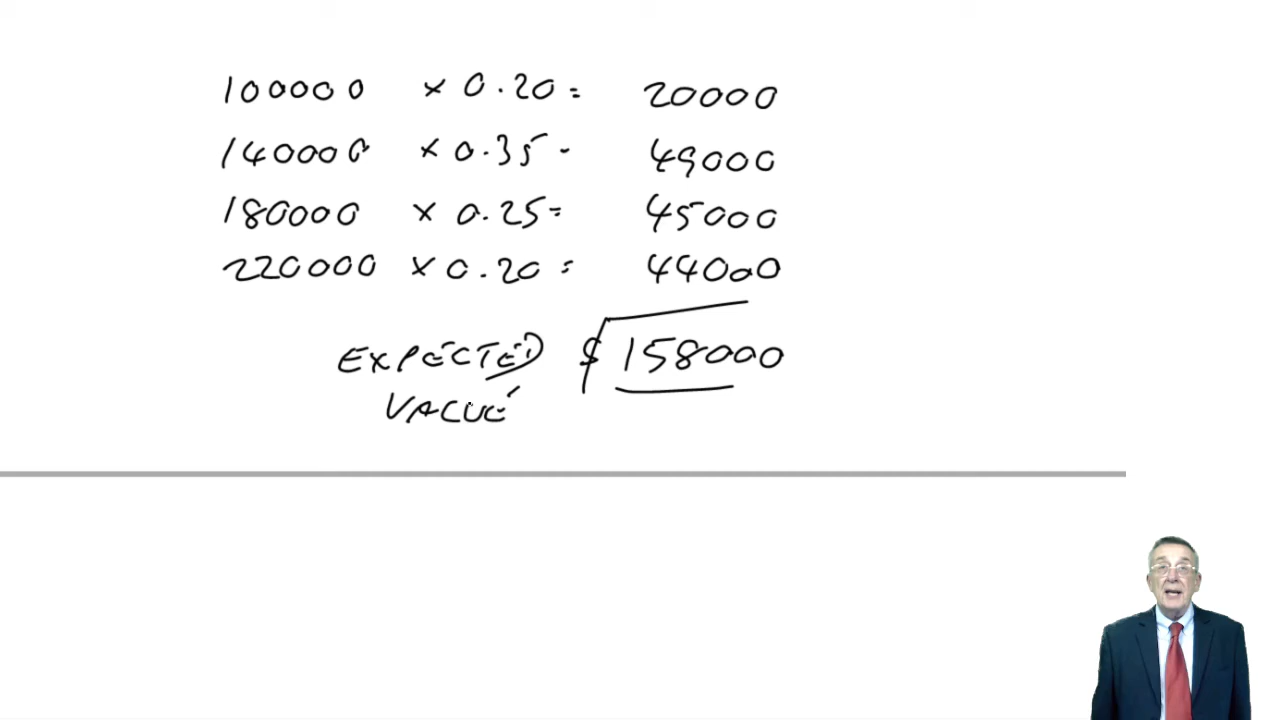 100000 × 0.20 = 20000
140000 × 0.35 - 49000
180000 × 0.25 = 45000
220000 × 0.20 = 44000
EXPECTED $ 158000
VALUE